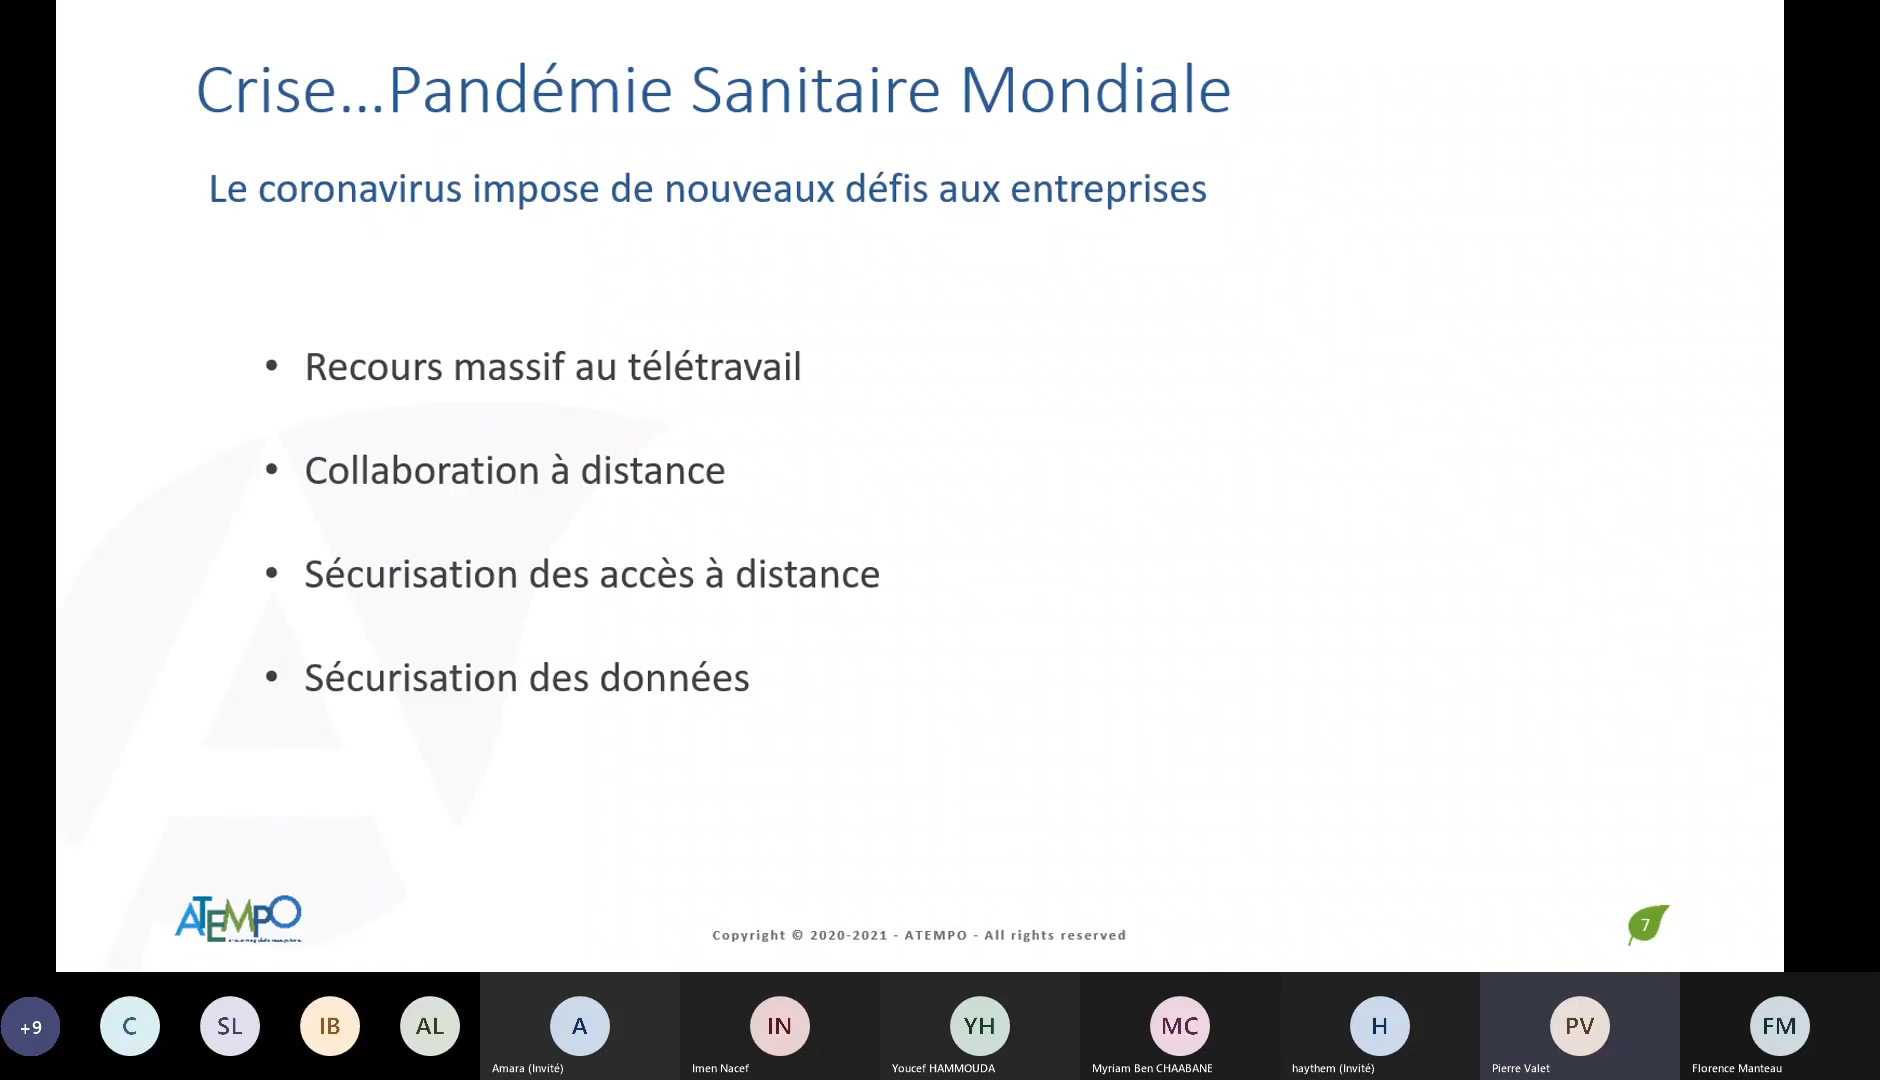 Crise...Pandémie Sanitaire Mondiale
Le coronavirus impose de nouveaux défis aux entreprises
• Recours massif au télétravail
• Collaboration à distance
• Sécurisation des accès à distance
• Sécurisation des données
ATEMPO
Copyright © 2020-2021 - ATEMPO - All rights reserved
7
+9
C
SL
IB
AL
A
IN
YH
MC
H
PV
FM
Amara (Invité)
Imen Nacef
Youcef HAMMOUDA
Myriam Ben CHAABANE
haythem (Invité)
Pierre Valet
Florence Manteau